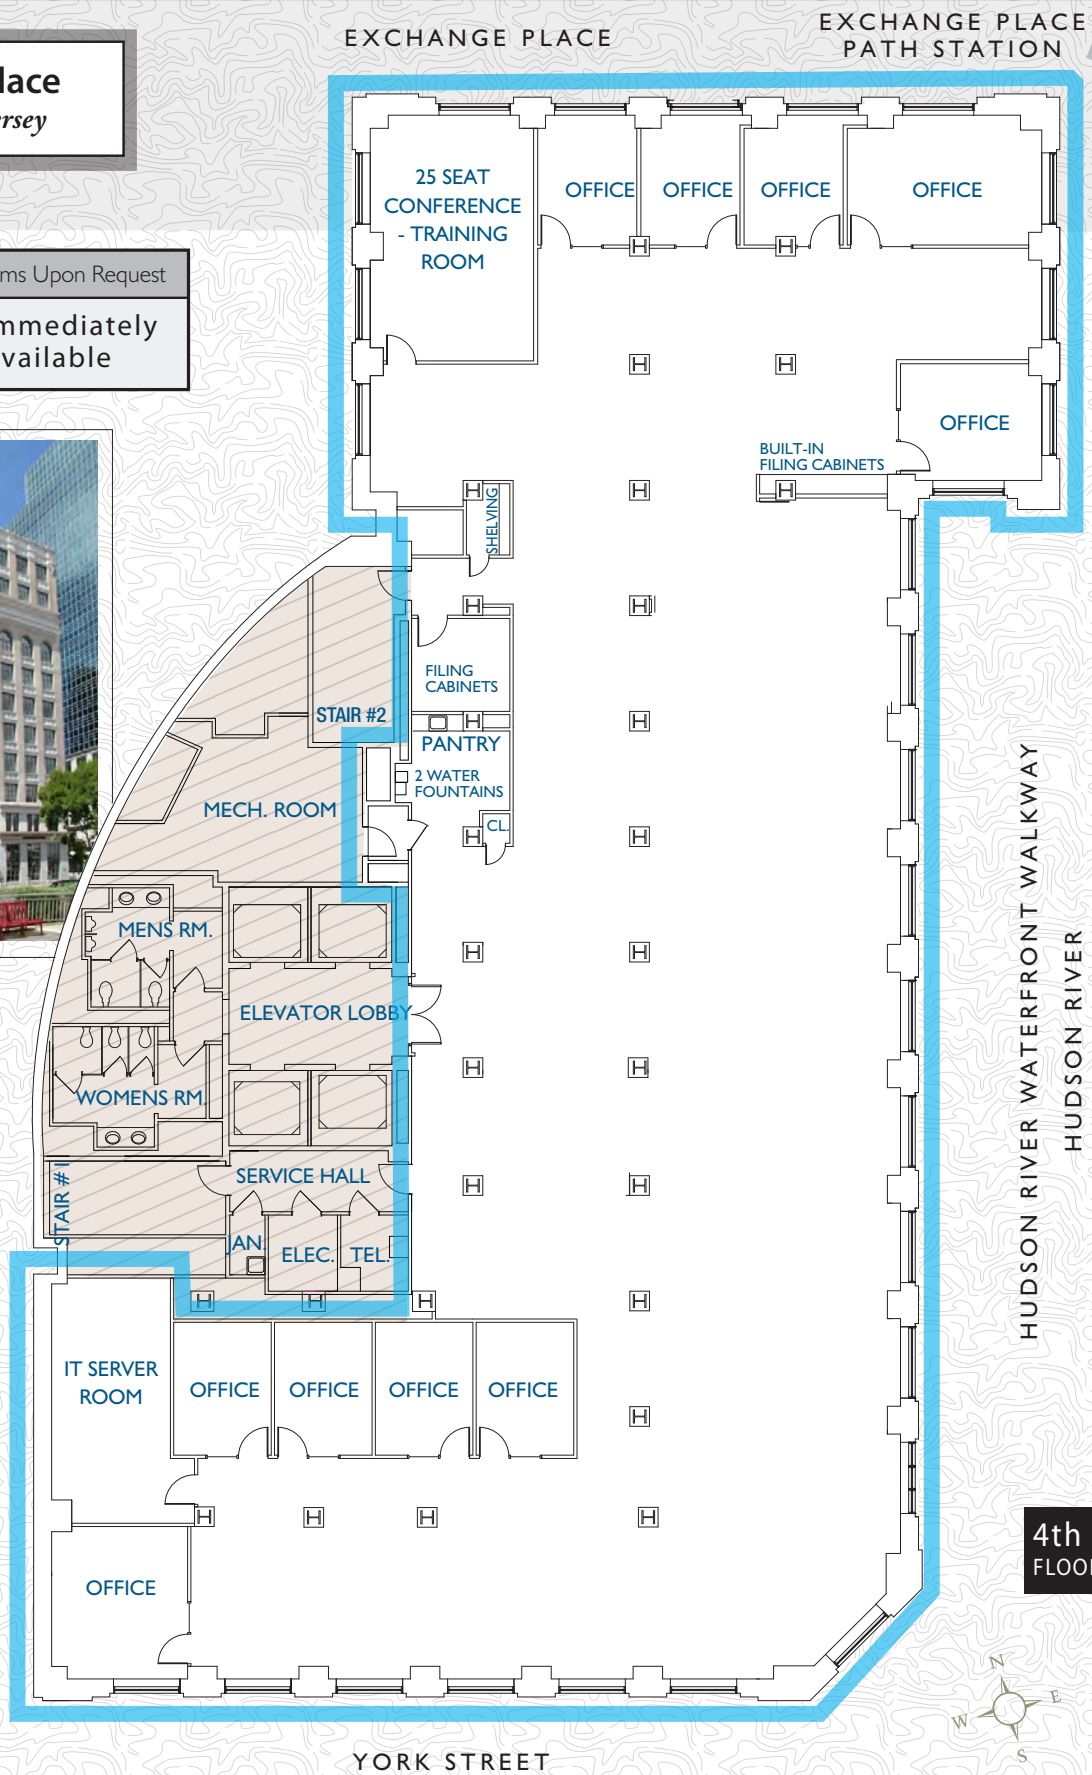 EXCHANGE PLACE
EXCHANGE PLACE
PATH STATION
lace
ersey
ms Upon Request
mmediately
vailable
25 SEAT
CONFERENCE
- TRAINING
ROOM
OFFICE
OFFICE
OFFICE
OFFICE
OFFICE
BUILT-IN
FILING CABINETS
SHELVING
FILING
CABINETS
STAIR #2
PANTRY
2 WATER
FOUNTAINS
CL.
MECH. ROOM
MENS RM.
ELEVATOR LOBBY
WOMENS RM.
SERVICE HALL
STAIR #1
JAN.
ELEC.
TEL.
HUDSON RIVER WATERFRONT WALKWAY
HUDSON RIVER
IT SERVER
ROOM
OFFICE
OFFICE
OFFICE
OFFICE
OFFICE
4th
FLOO
N
W
E
S
YORK STREET